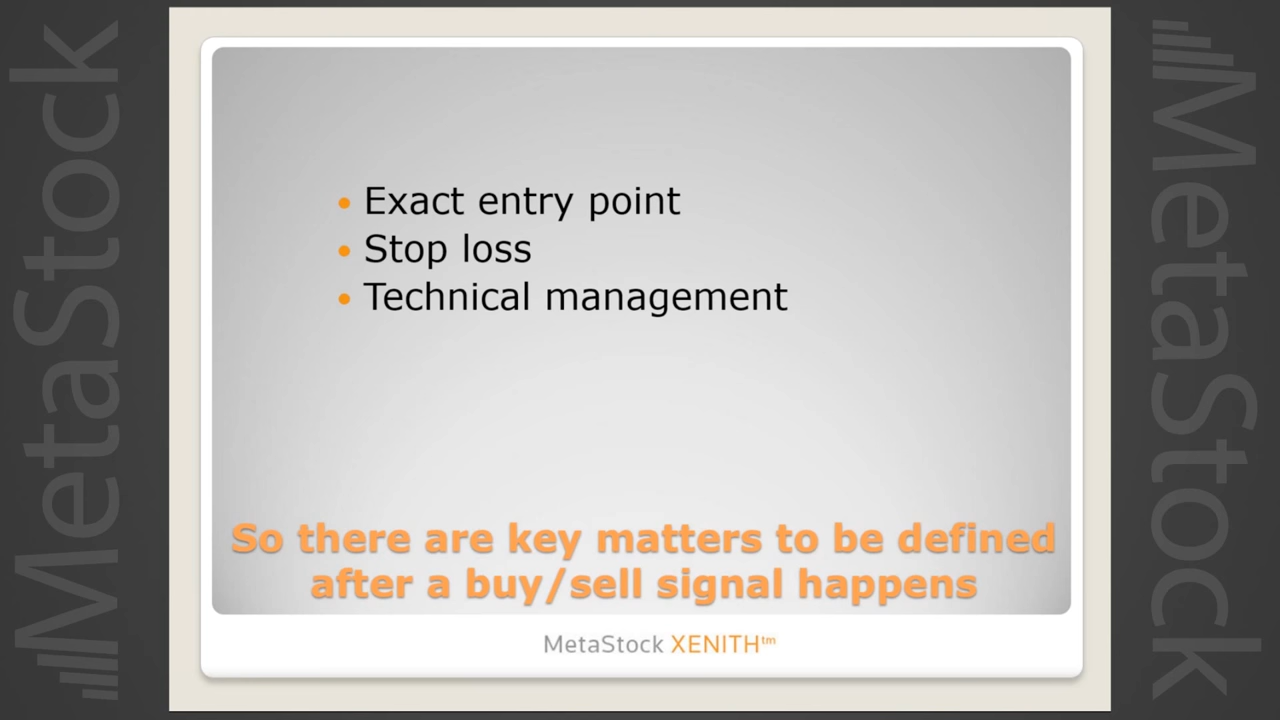 MetaStock
• Exact entry point
• Stop loss
• Technical management
So there are key matters to be defined
after a buy/sell signal happens
MetaStock XENITH™
MetaStock